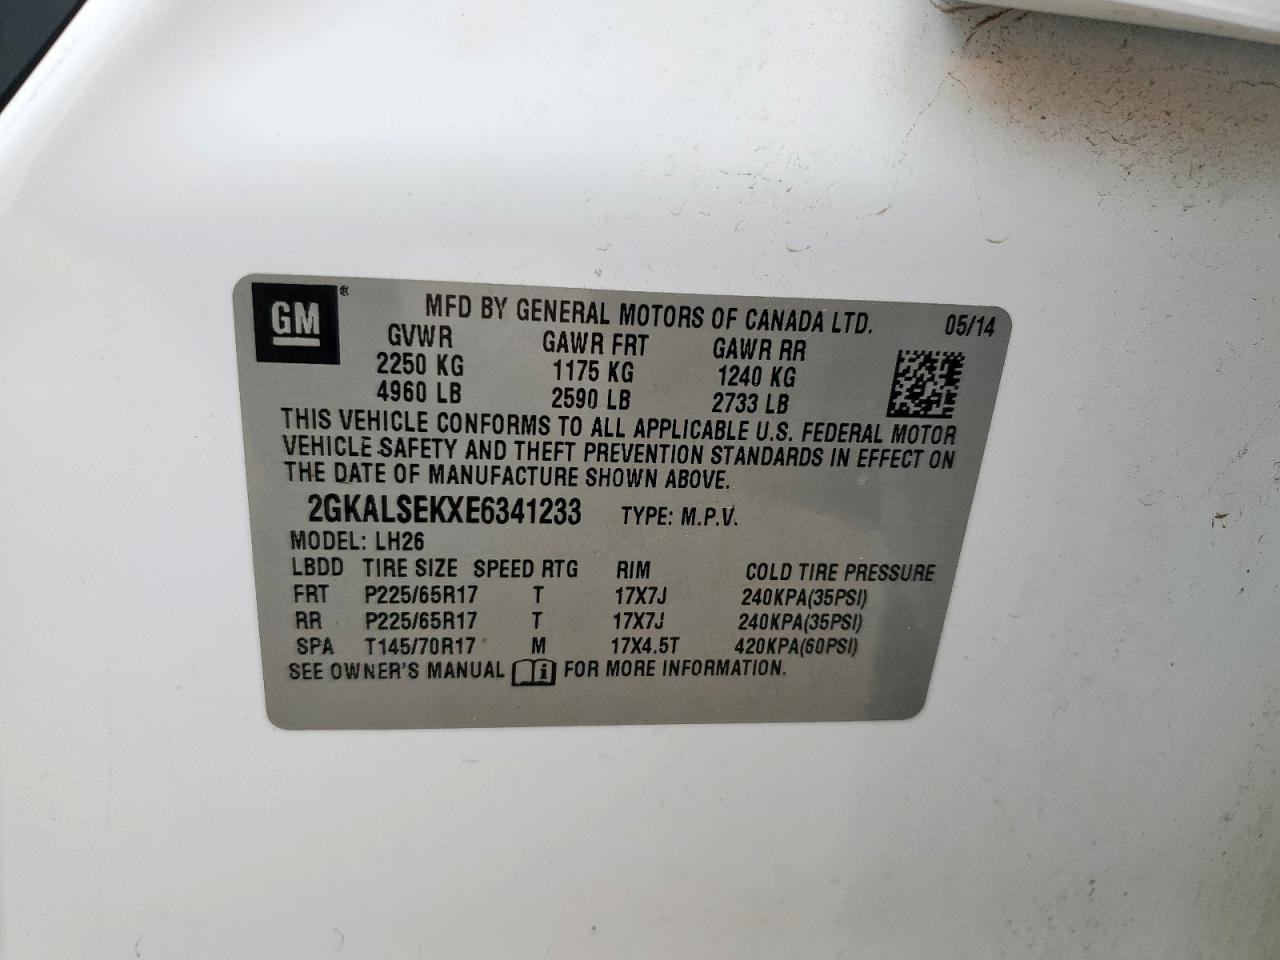 GM®
MFD BY GENERAL MOTORS OF CANADA LTD. 05/14
GVWR GAWR FRT GAWR RR
2250 KG 1175 KG 1240 KG
4960 LB 2590 LB 2733 LB
THIS VEHICLE CONFORMS TO ALL APPLICABLE U.S. FEDERAL MOTOR
VEHICLE SAFETY AND THEFT PREVENTION STANDARDS IN EFFECT ON
THE DATE OF MANUFACTURE SHOWN ABOVE.
2GKALSEKXE6341233 TYPE: M.P.V.
MODEL: LH26
LBDD TIRE SIZE SPEED RTG RIM COLD TIRE PRESSURE
FRT P225/65R17 T 17X7J 240KPA(35PSI)
RR P225/65R17 T 17X7J 240KPA(35PSI)
SPA T145/70R17 M 17X4.5T 420KPA(60PSI)
SEE OWNER'S MANUAL i FOR MORE INFORMATION.